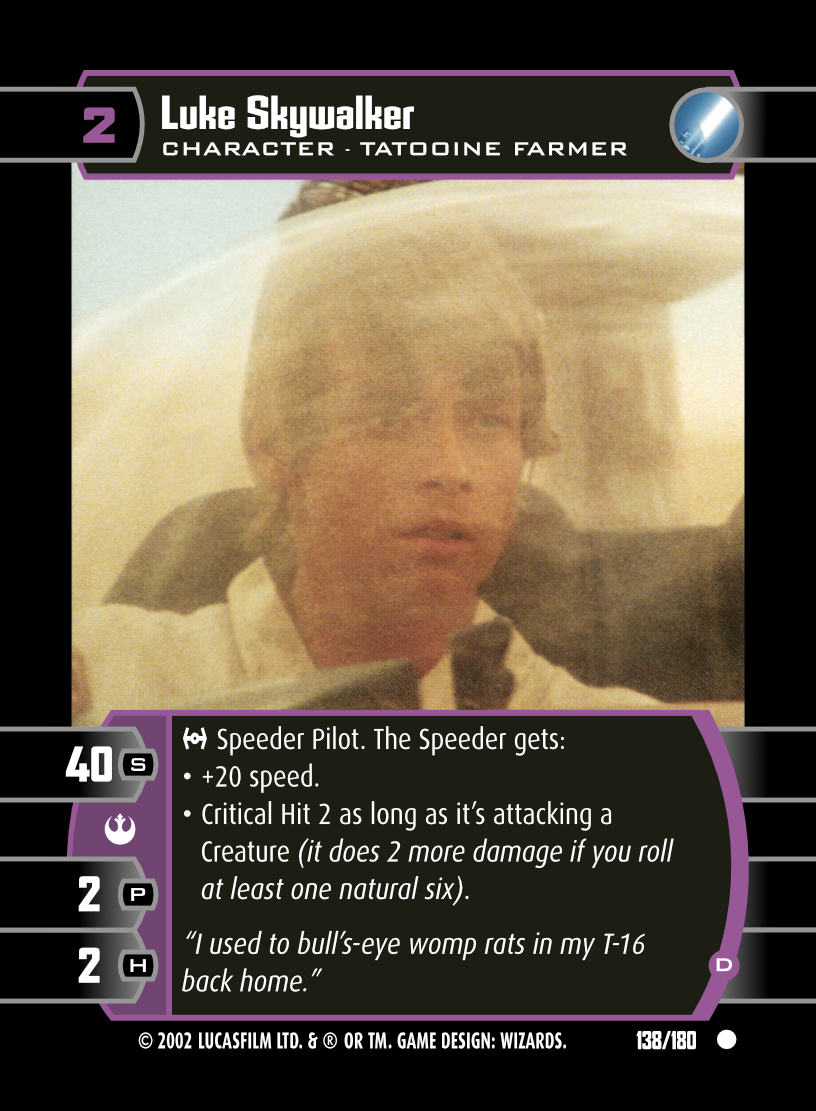 2
Luke Skywalker
CHARACTER - TATOOINE FARMER
40 S
Speeder Pilot. The Speeder gets:
• +20 speed.
• Critical Hit 2 as long as it's attacking a
Creature (it does 2 more damage if you roll
at least one natural six).
2 P
2 H
“I used to bull's-eye womp rats in my T-16
back home.”
D
© 2002 LUCASFILM LTD. & ® OR TM. GAME DESIGN: WIZARDS.
138/180